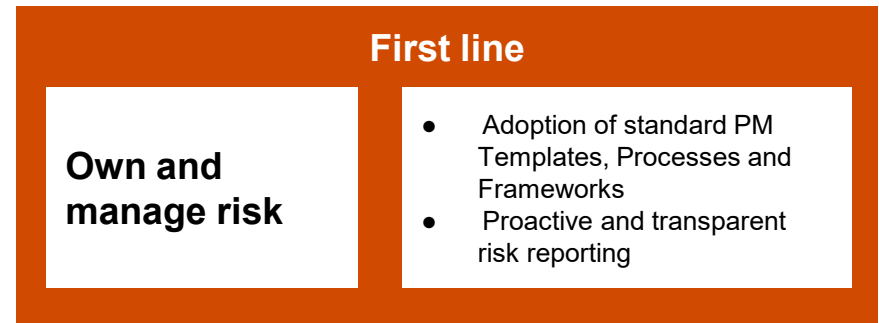 First line
Own and
manage risk
● Adoption of standard PM
Templates, Processes and
Frameworks
● Proactive and transparent
risk reporting